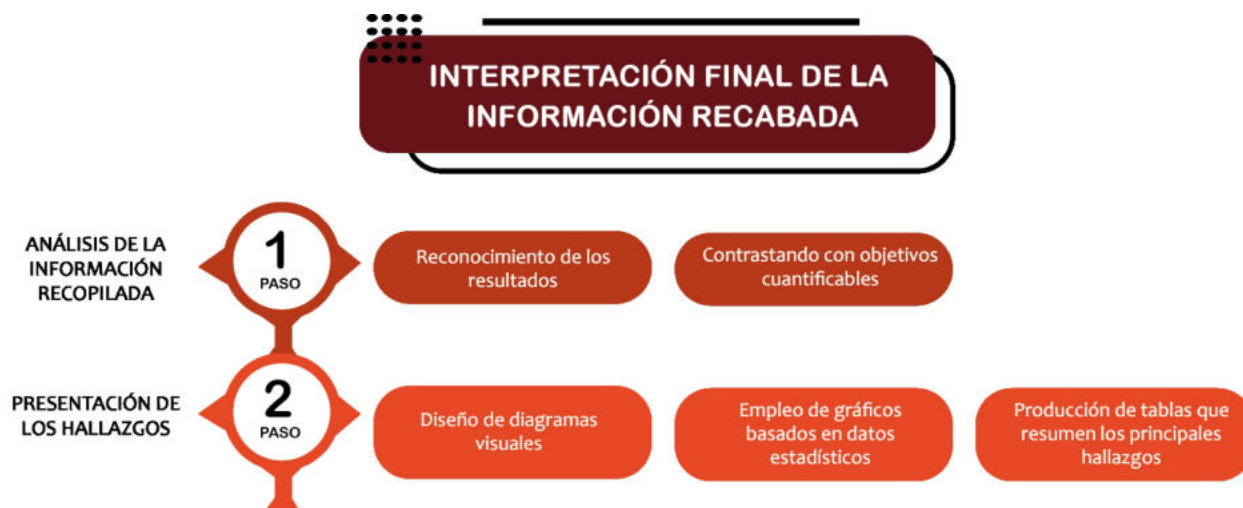 INTERPRETACIÓN FINAL DE LA
INFORMACIÓN RECABADA
ANÁLISIS DE LA
INFORMACIÓN
RECOPILADA
1
PASO
Reconocimiento de los
resultados
Contrastando con objetivos
cuantificables
PRESENTACIÓN DE
LOS HALLAZGOS
2
PASO
Diseño de diagramas
visuales
Empleo de gráficos
basados en datos
estadísticos
Producción de tablas que
resumen los principales
hallazgos